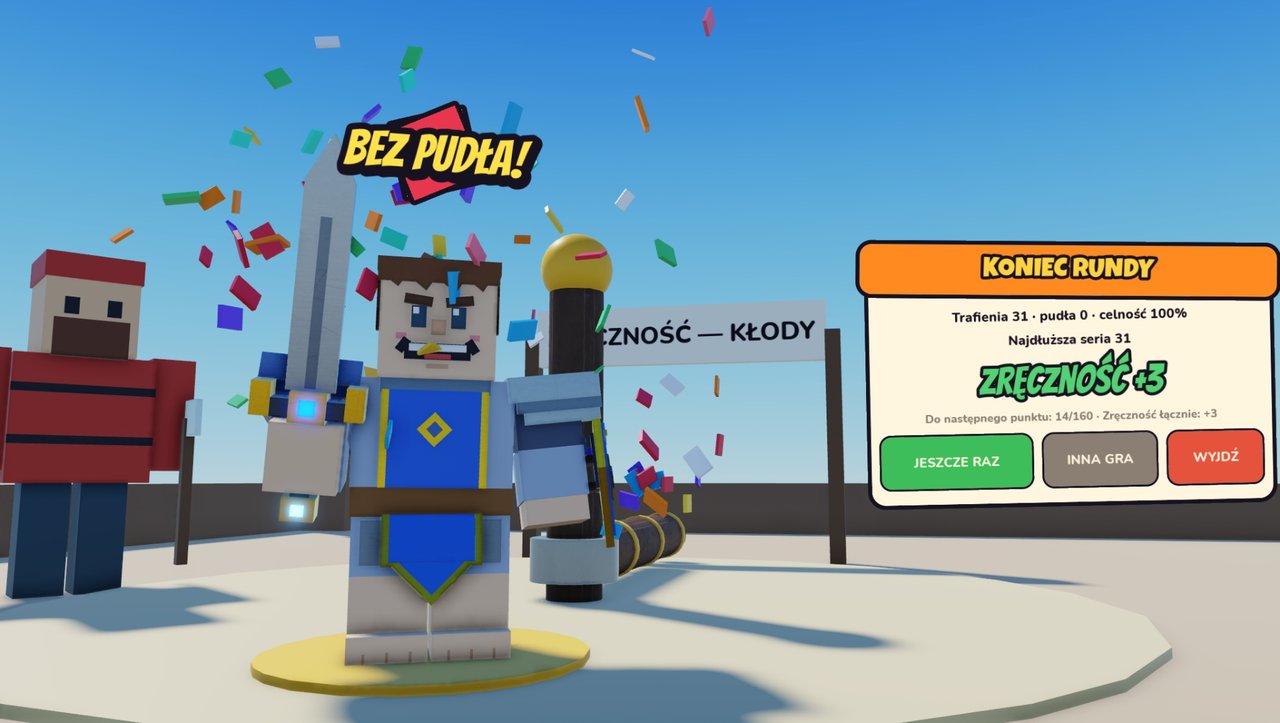 BEZ PUDŁA!
CZNOŚĆ — KŁODY
KONIEC RUNDY
Trafienia 31 · pudła 0 · celność 100%
Najdłuższa seria 31
ZRĘCZNOŚĆ +3
Do następnego punktu: 14/160 · Zręczność łącznie: +3
JESZCZE RAZ
INNA GRA
WYJDŹ